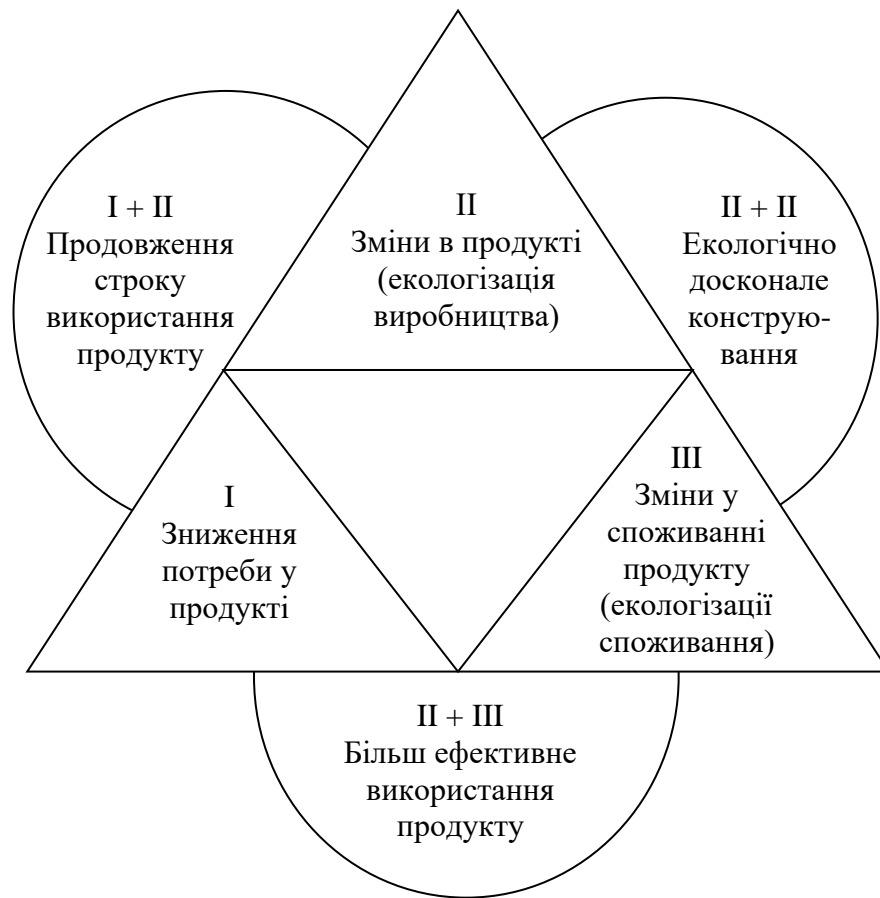 I + II
Продовження
строку
використання
продукту
II
Зміни в продукті
(екологізація
виробництва)
II + II
Екологічно
досконале
конструю-
вання
I
Зниження
потреби у
продукті
III
Зміни у
споживанні
продукту
(екологізації
споживання)
II + III
Більш ефективне
використання
продукту